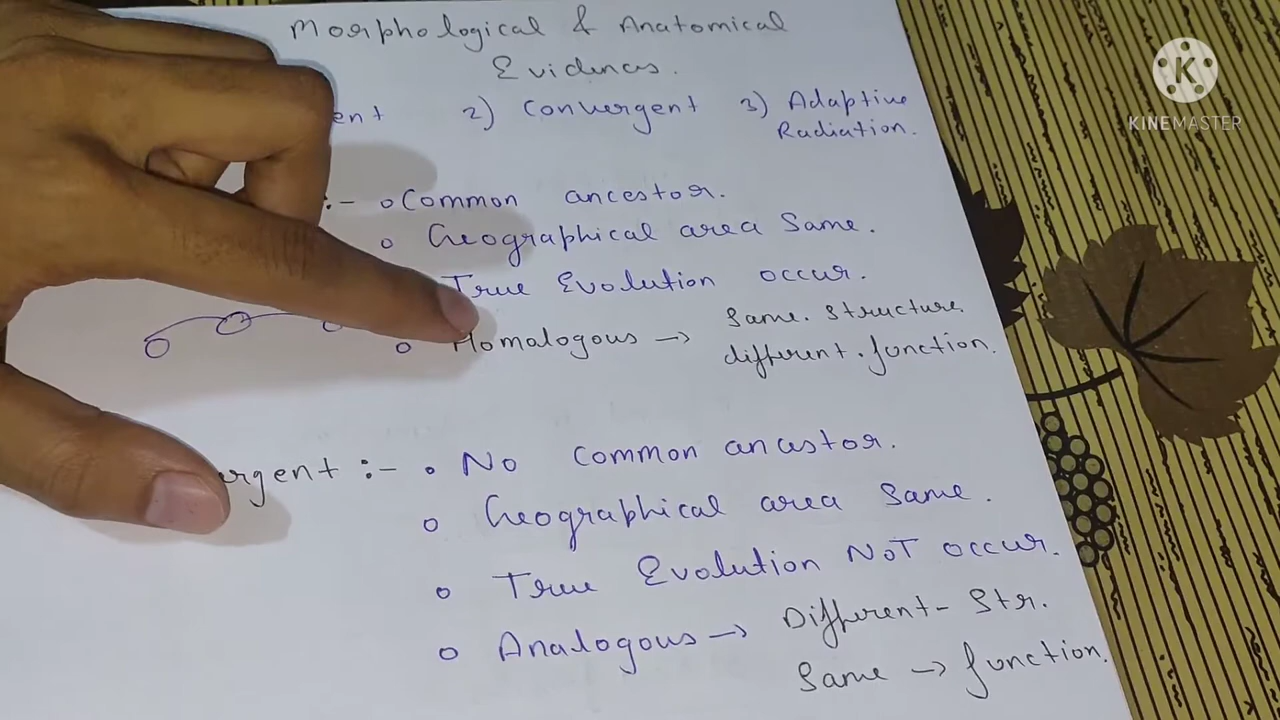 Morphological & Anatomical
Evidences.
ent 2) Convergent 3) Adaptive
Radiation.
:- o Common ancestor.
o Geographical area Same.
True Evolution occur.
o Homalogous → Same. Structure.
different. function.
rgent :- o No common ancestor.
o Geographical area Same.
o True Evolution NOT occur.
o Analogous → Different- Str.
Same → function.
K
KINEMASTER